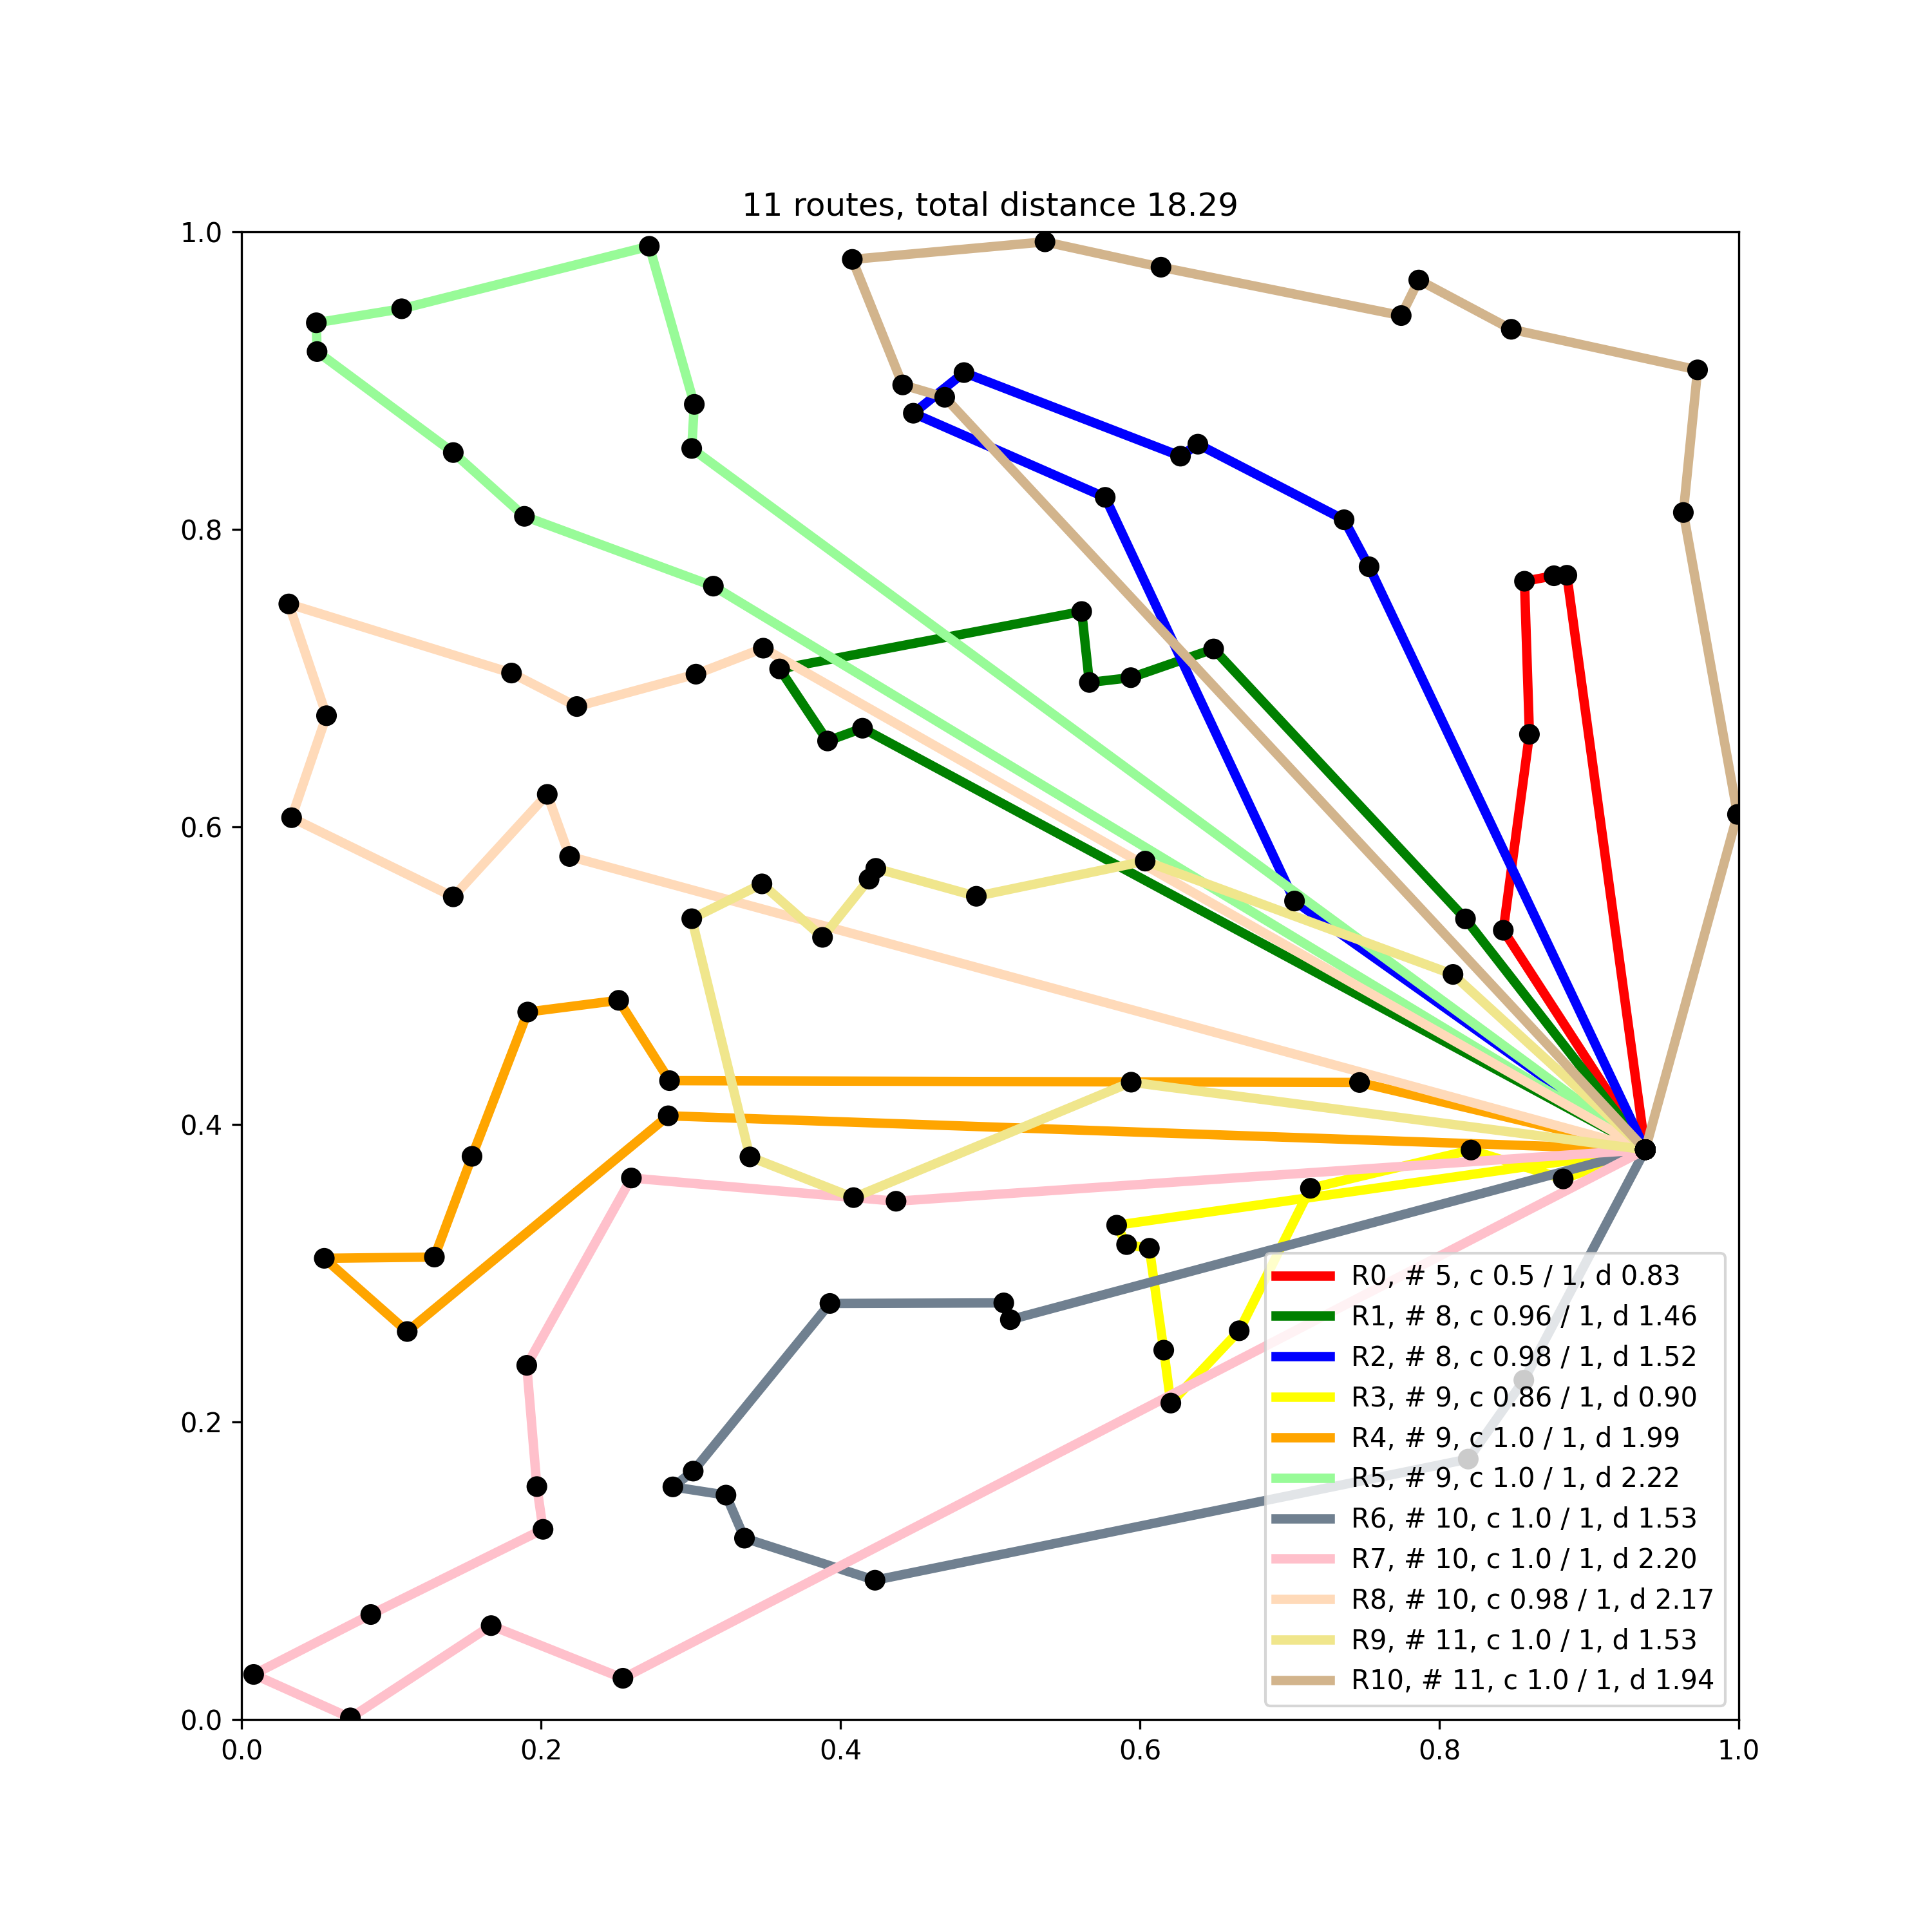 11 routes, total distance 18.29
1.0
0.8
0.6
0.4
0.2
0.0
0.0 0.2 0.4 0.6 0.8 1.0
R0, # 5, c 0.5 / 1, d 0.83
R1, # 8, c 0.96 / 1, d 1.46
R2, # 8, c 0.98 / 1, d 1.52
R3, # 9, c 0.86 / 1, d 0.90
R4, # 9, c 1.0 / 1, d 1.99
R5, # 9, c 1.0 / 1, d 2.22
R6, # 10, c 1.0 / 1, d 1.53
R7, # 10, c 1.0 / 1, d 2.20
R8, # 10, c 0.98 / 1, d 2.17
R9, # 11, c 1.0 / 1, d 1.53
R10, # 11, c 1.0 / 1, d 1.94